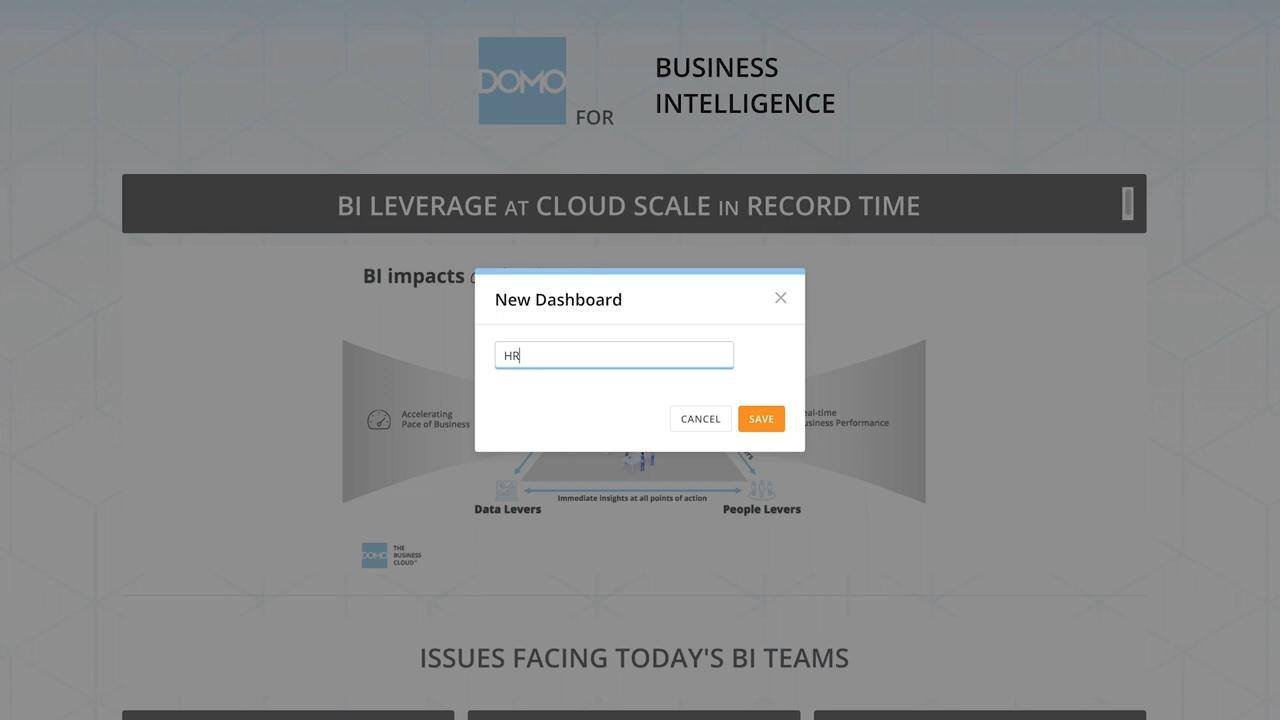 DOMO
FOR
BUSINESS
INTELLIGENCE
BI LEVERAGE AT CLOUD SCALE IN RECORD TIME
BI impacts
New Dashboard
HR
CANCEL
SAVE
Accelerating
Pace of Business
Business Performance
Immediate insights at all points of action
Data Levers
People Levers
DOMO
THE
BUSINESS
CLOUD
ISSUES FACING TODAY'S BI TEAMS